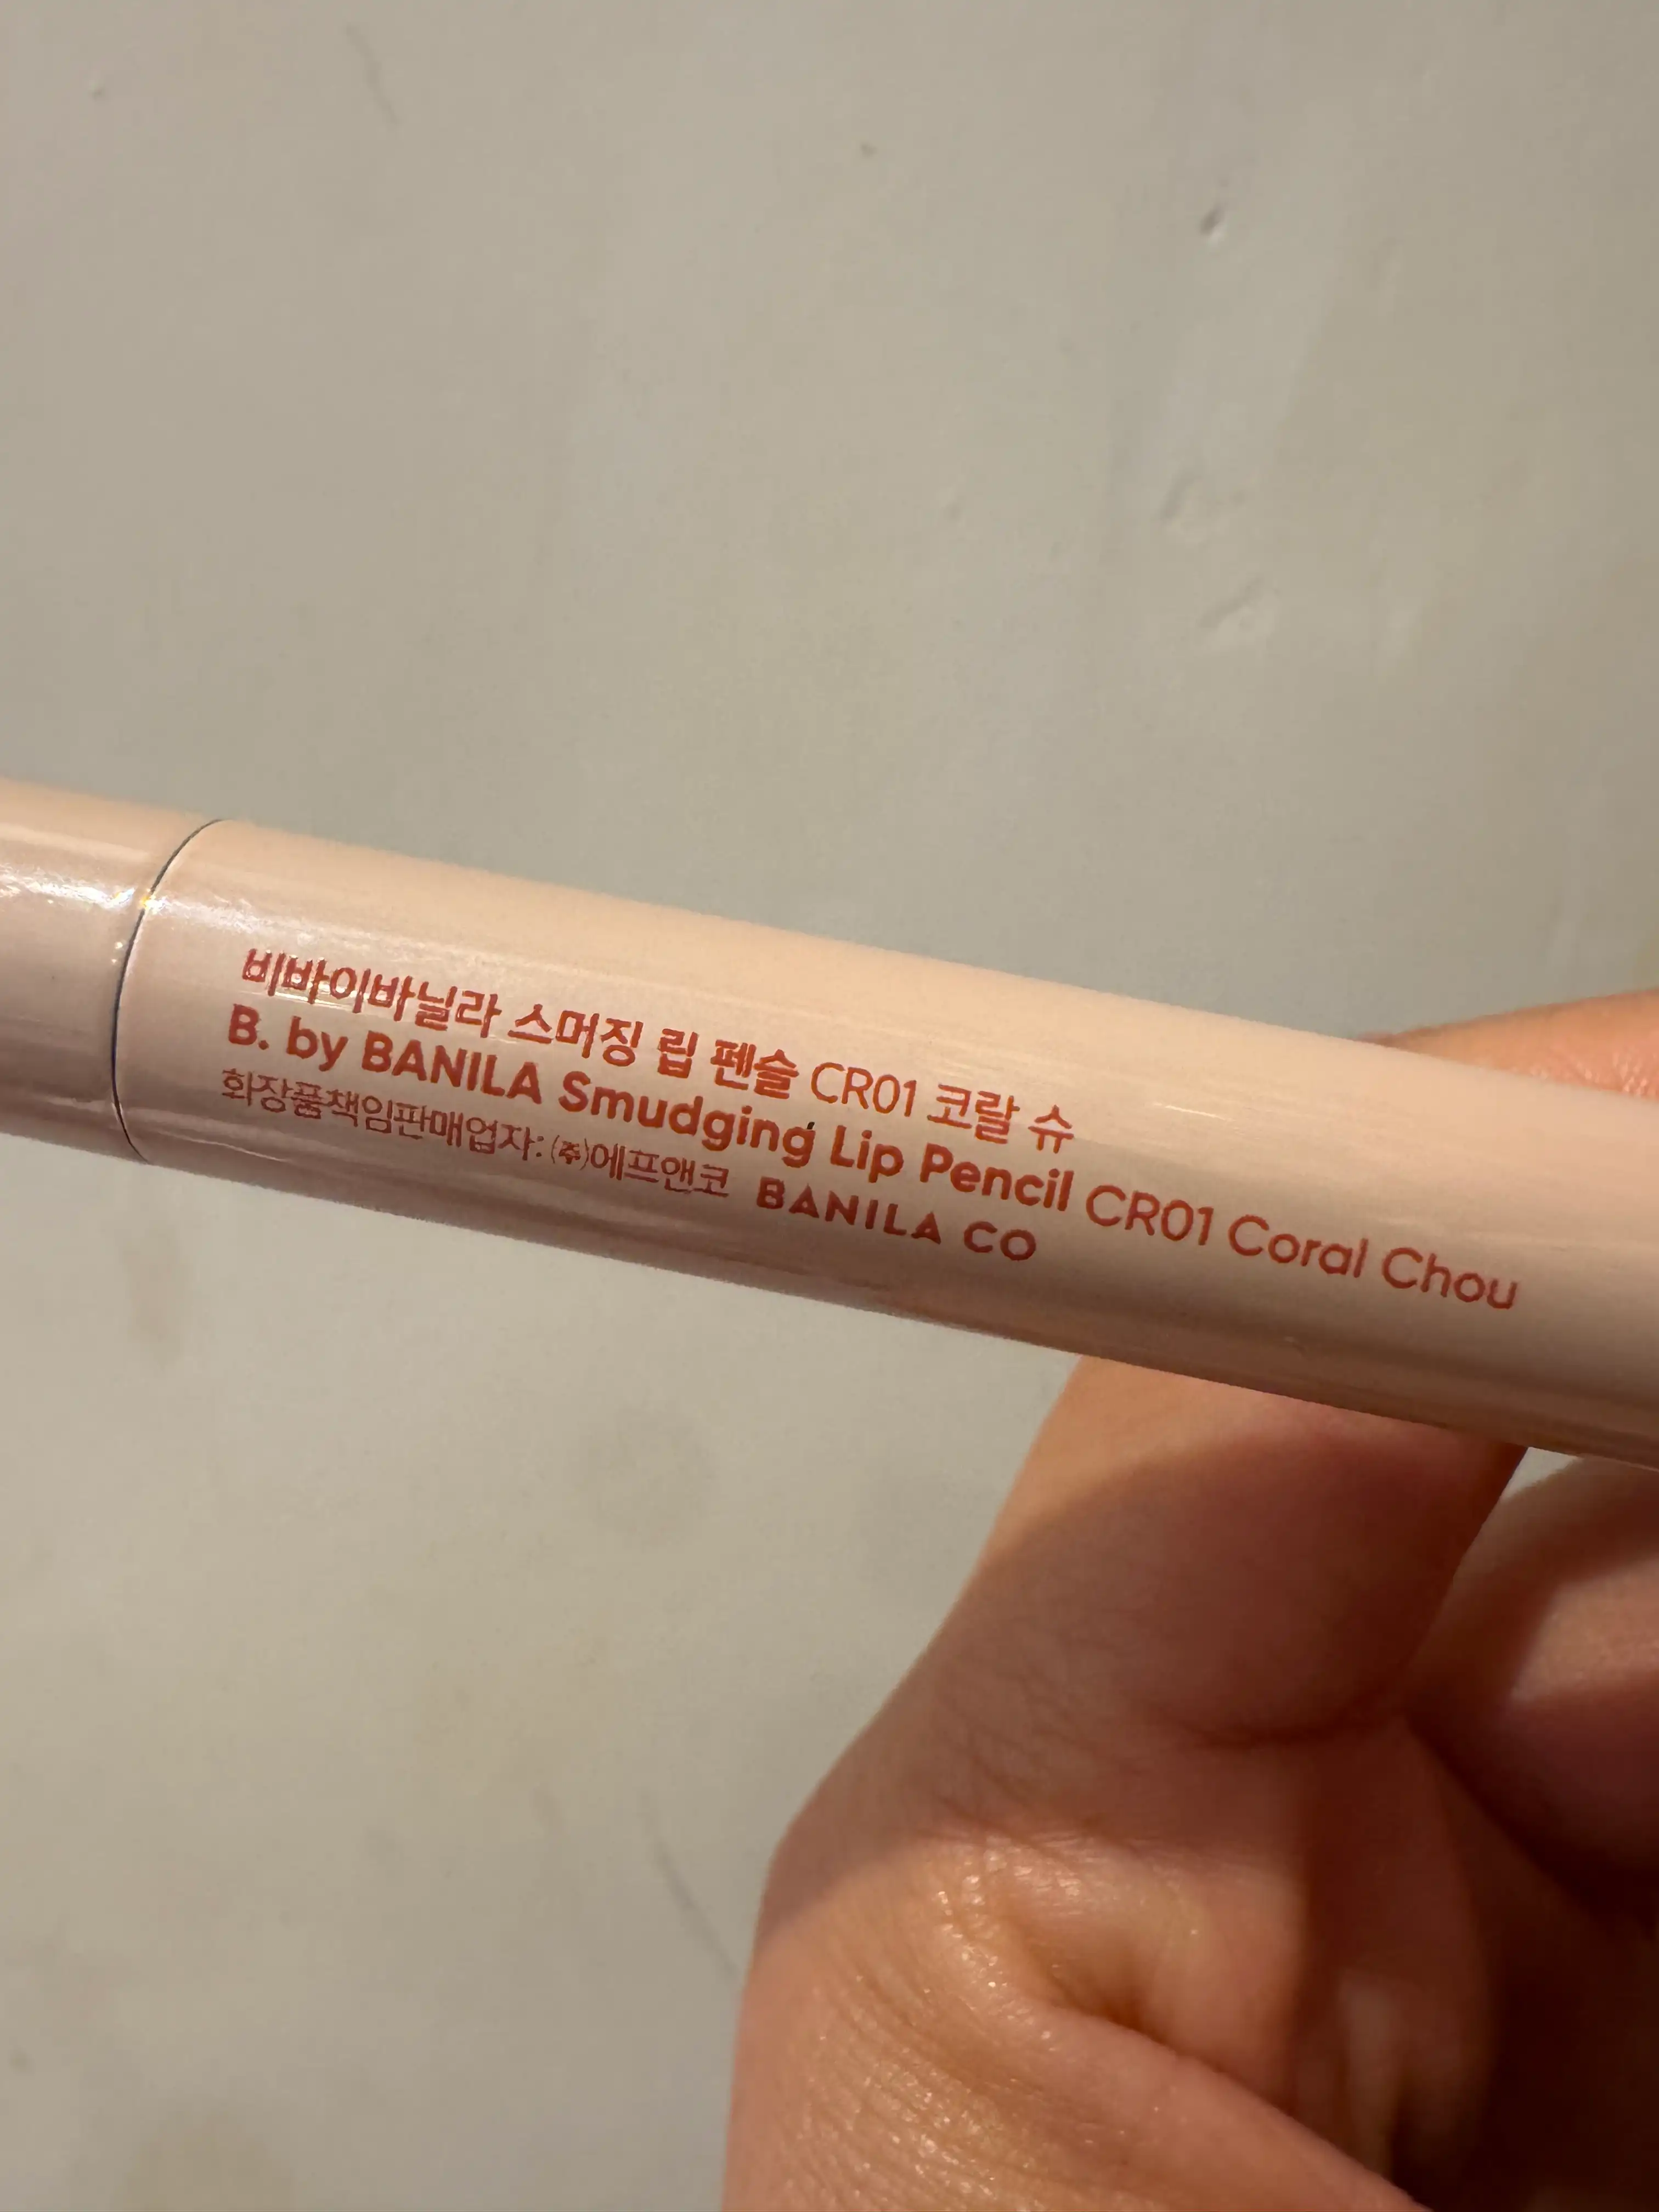 비바이바닐라 스머징 립 펜슬 CR01 코랄 슈
B. by BANILA Smudging Lip Pencil CR01 Coral Chou
화장품책임판매업자: ㈜에프앤코 BANILA CO